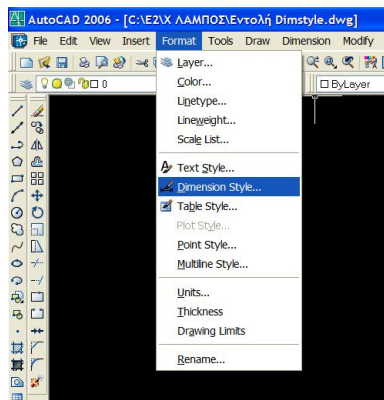 AutoCAD 2006 - [C:\E2\Χ ΛΑΜΠΟΣ\Εντολή Dimstyle.dwg]
File Edit View Insert Format Tools Draw Dimension Modify
Layer...
0
ByLayer
Color...
Linetype...
Lineweight...
Scale List...
Text Style...
Dimension Style...
Table Style...
Plot Style...
Point Style...
Multiline Style...
Units...
Thickness
Drawing Limits
Rename...